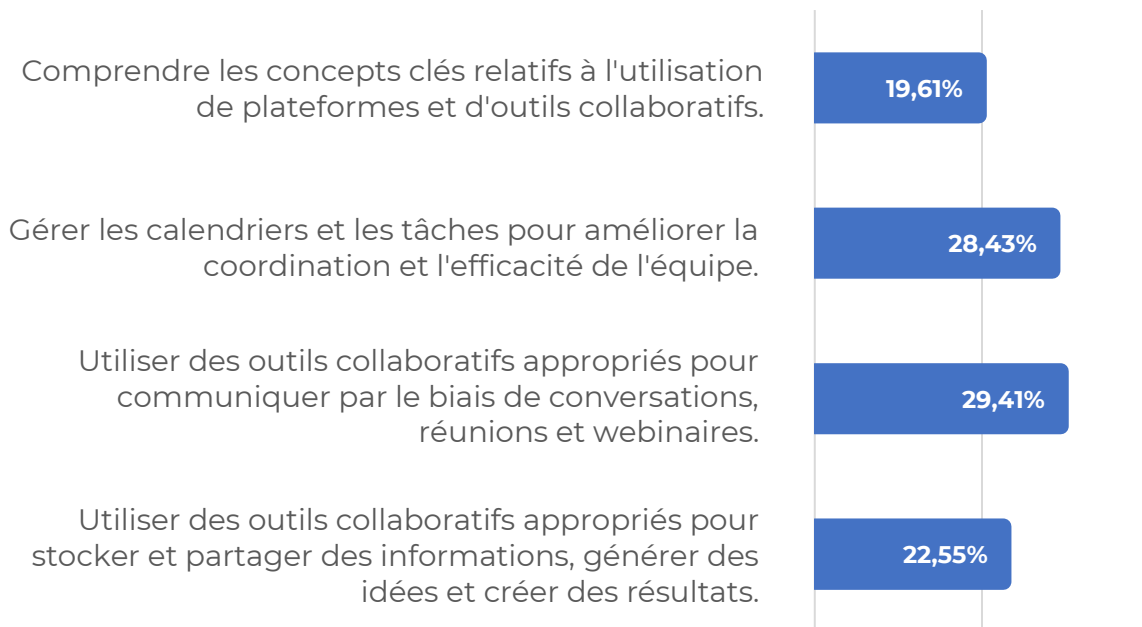 Comprendre les concepts clés relatifs à l'utilisation
de plateformes et d'outils collaboratifs.
19,61%
Gérer les calendriers et les tâches pour améliorer la
coordination et l'efficacité de l'équipe.
28,43%
Utiliser des outils collaboratifs appropriés pour
communiquer par le biais de conversations,
réunions et webinaires.
29,41%
Utiliser des outils collaboratifs appropriés pour
stocker et partager des informations, générer des
idées et créer des résultats.
22,55%